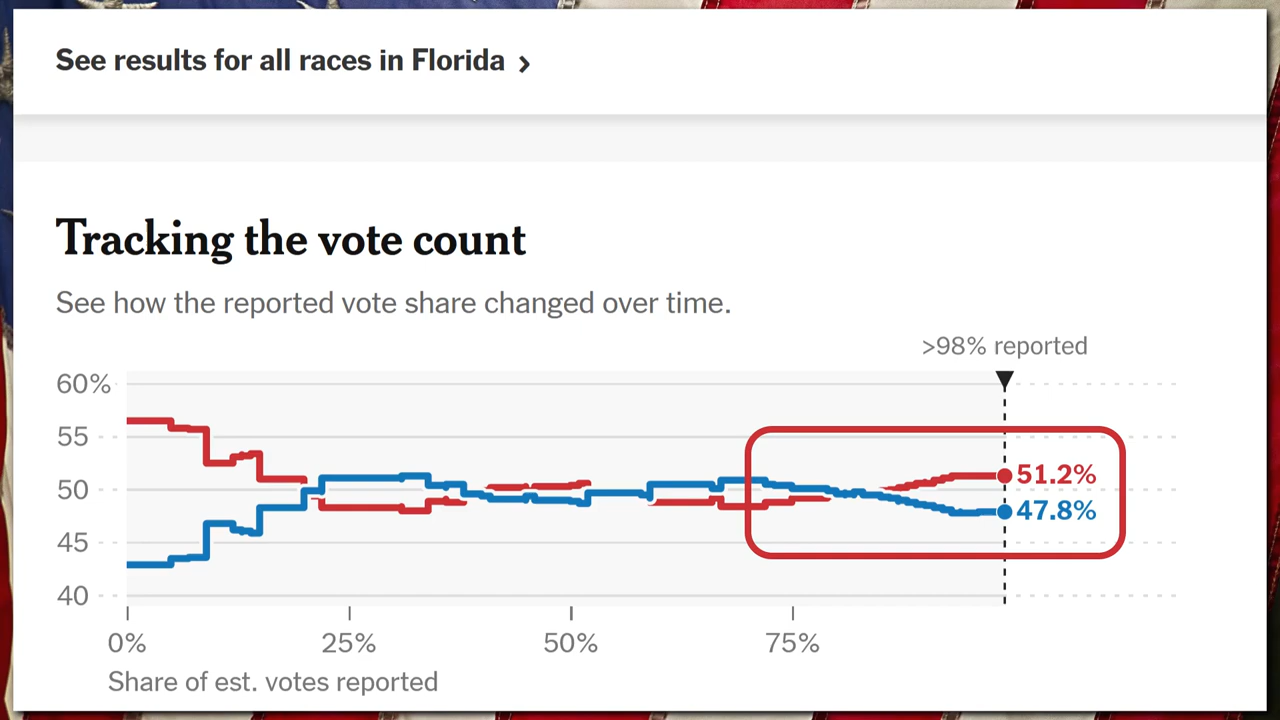 See results for all races in Florida ›
Tracking the vote count
See how the reported vote share changed over time.
>98% reported
60%
55
50
45
40
51.2%
47.8%
0% 25% 50% 75%
Share of est. votes reported